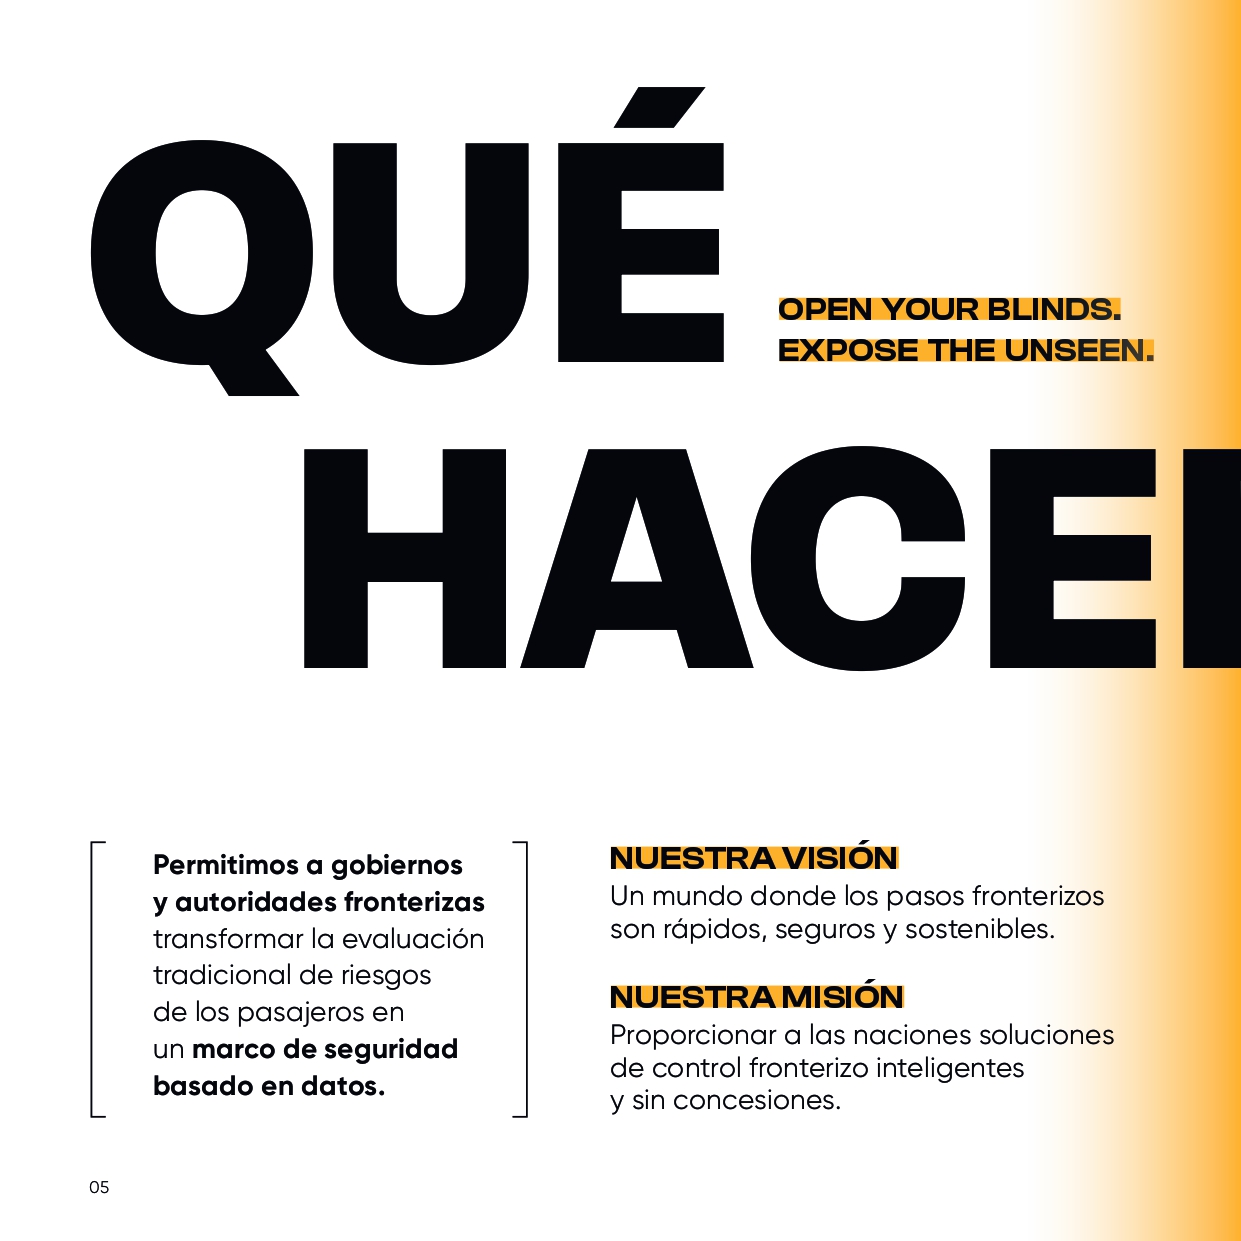 QUÉ
OPEN YOUR BLINDS.
EXPOSE THE UNSEEN.
HACE
Permitimos a gobiernos
y autoridades fronterizas
transformar la evaluación
tradicional de riesgos
de los pasajeros en
un marco de seguridad
basado en datos.
NUESTRA VISIÓN
Un mundo donde los pasos fronterizos
son rápidos, seguros y sostenibles.
NUESTRA MISIÓN
Proporcionar a las naciones soluciones
de control fronterizo inteligentes
y sin concesiones.
05